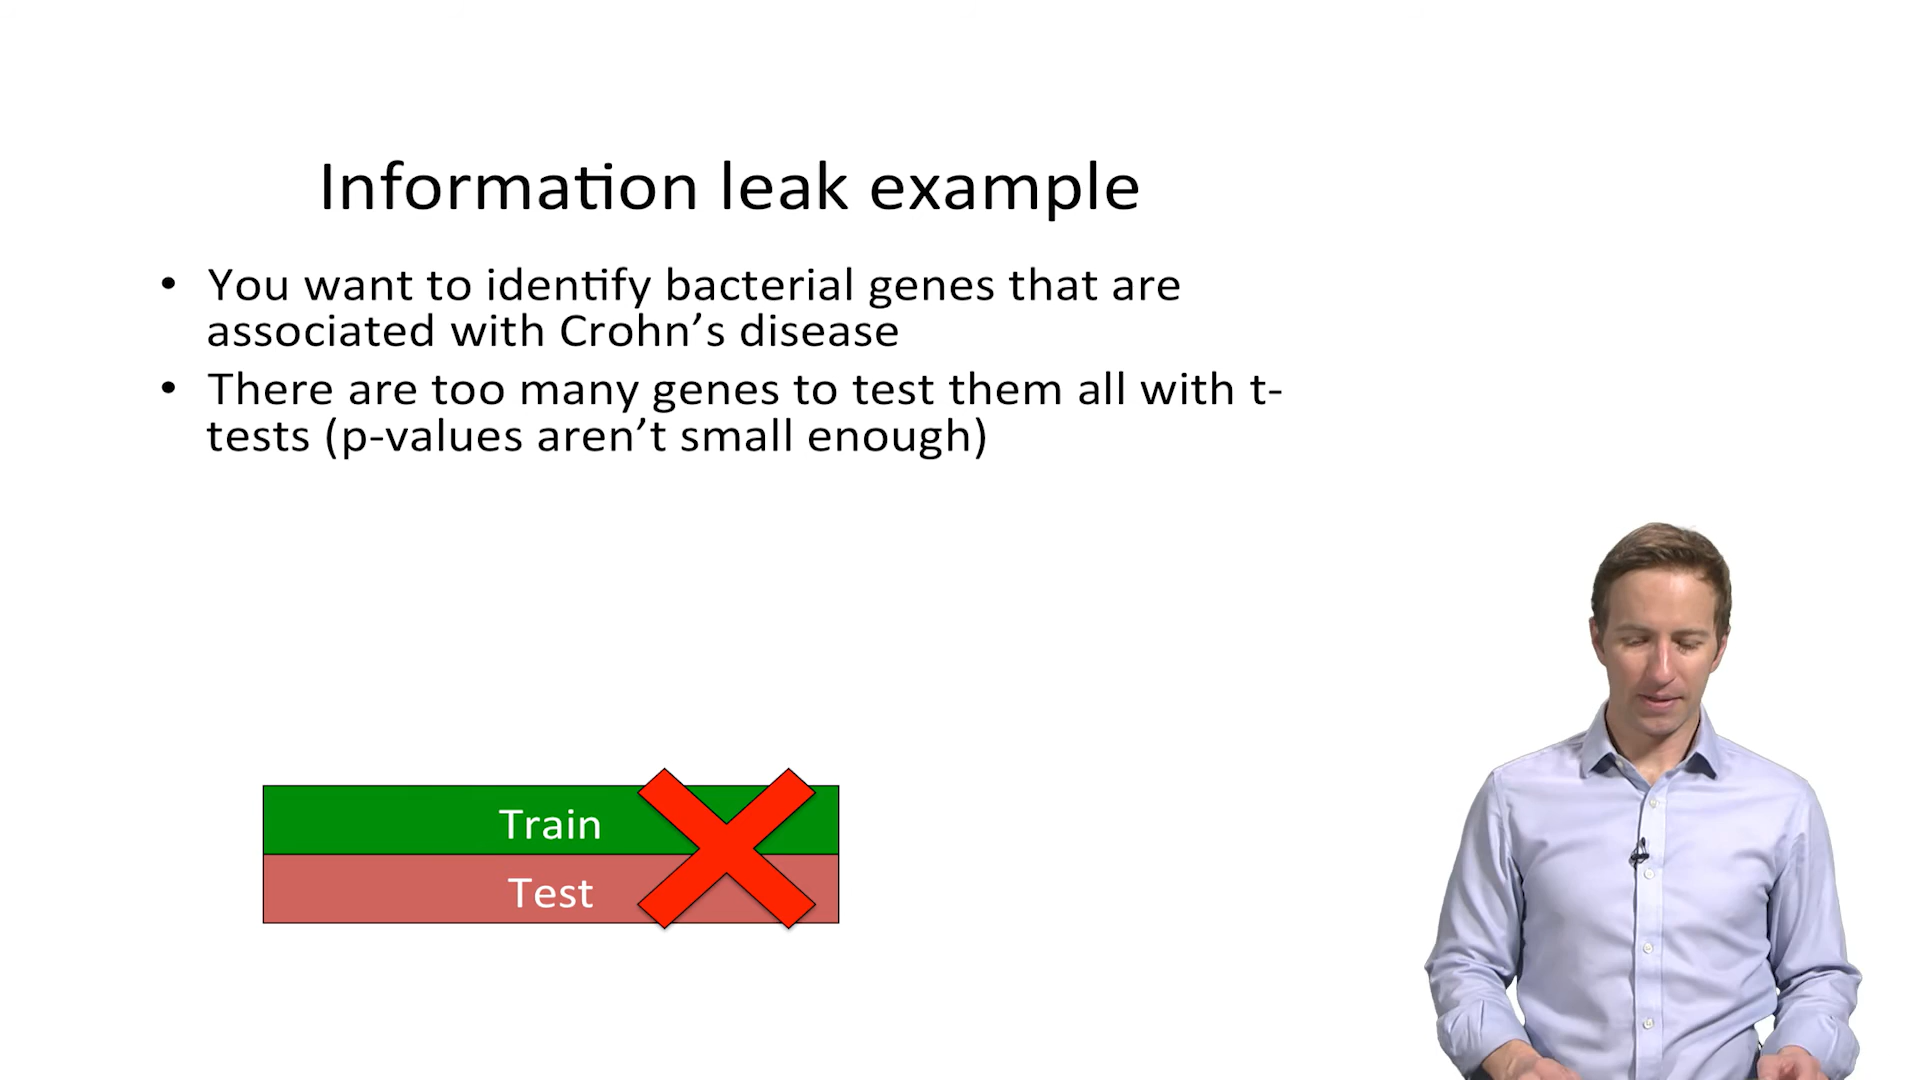 Information leak example
• You want to identify bacterial genes that are
associated with Crohn’s disease
• There are too many genes to test them all with t-
tests (p-values aren’t small enough)
Train
Test